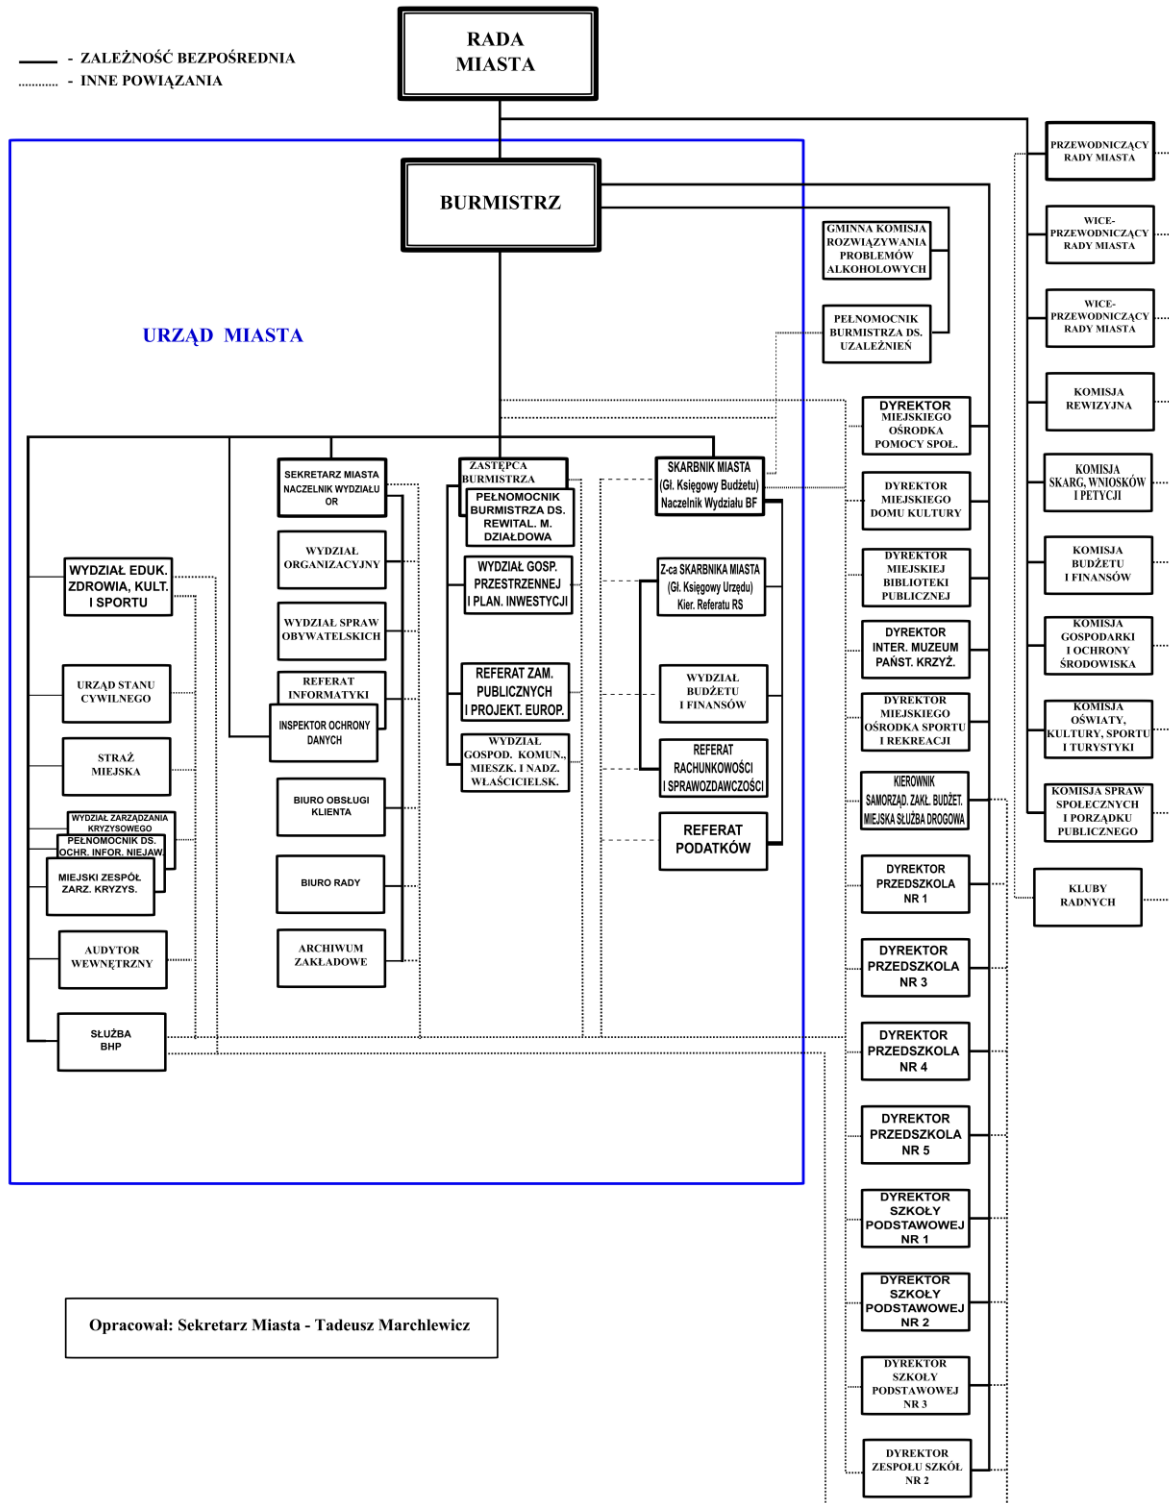 RADA
MIASTA
- ZALEŻNOŚĆ BEZPOŚREDNIA
- INNE POWIĄZANIA
BURMISTRZ
URZĄD MIASTA
GMINNA KOMISJA
ROZWIĄZYWANIA
PROBLEMÓW
ALKOHOLOWYCH
PEŁNOMOCNIK
BURMISTRZA DS.
UZALEŻNIEŃ
SEKRETARZ MIASTA
NACZELNIK WYDZIAŁU
OR
WYDZIAŁ
ORGANIZACYJNY
WYDZIAŁ SPRAW
OBYWATELSKICH
REFERAT
INFORMATYKI
INSPEKTOR OCHRONY
DANYCH
BIURO OBSŁUGI
KLIENTA
BIURO RADY
ARCHIWUM
ZAKŁADOWE
ZASTĘPCA
BURMISTRZA
PEŁNOMOCNIK
BURMISTRZA DS.
REWITAL. M.
DZIAŁDOWA
WYDZIAŁ GOSP.
PRZESTRZENNEJ
I PLAN. INWESTYCJI
REFERAT ZAM.
PUBLICZNYCH
I PROJEKT. EUROP.
WYDZIAŁ
GOSPOD. KOMUN.,
MIESZK. I NADZ.
WŁAŚCICIELSK.
SKARBNIK MIASTA
(Gł. Księgowy Budżetu)
Naczelnik Wydziału BF
Z-ca SKARBNIKA MIASTA
(Gł. Księgowy Urzędu)
Kier. Referatu RS
WYDZIAŁ
BUDŻETU
I FINANSÓW
REFERAT
RACHUNKOWOŚCI
I SPRAWOZDAWCZOŚCI
REFERAT
PODATKÓW
WYDZIAŁ EDUK.
ZDROWIA, KULT.
I SPORTU
URZĄD STANU
CYWILNEGO
STRAŻ
MIEJSKA
WYDZIAŁ ZARZĄDZANIA
KRYZYSOWEGO
PEŁNOMOCNIK DS.
OCHR. INFOR. NIEJAW.
MIEJSKI ZESPÓŁ
ZARZ. KRYZYS.
AUDYTOR
WEWNĘTRZNY
SŁUŻBA
BHP
DYREKTOR
MIEJSKIEGO
OŚRODKA
POMOCY SPOŁ.
DYREKTOR
MIEJSKIEGO
DOMU KULTURY
DYREKTOR
MIEJSKIEJ
BIBLIOTEKI
PUBLICZNEJ
DYREKTOR
INTER. MUZEUM
PAŃST. KRZYŻ.
DYREKTOR
MIEJSKIEGO
OŚRODKA SPORTU
I REKREACJI
KIEROWNIK
SAMORZĄD. ZAKŁ. BUDŻET.
MIEJSKA SŁUŻBA DROGOWA
DYREKTOR
PRZEDSZKOLA
NR 1
DYREKTOR
PRZEDSZKOLA
NR 3
DYREKTOR
PRZEDSZKOLA
NR 4
DYREKTOR
PRZEDSZKOLA
NR 5
DYREKTOR
SZKOŁY
PODSTAWOWEJ
NR 1
DYREKTOR
SZKOŁY
PODSTAWOWEJ
NR 2
DYREKTOR
SZKOŁY
PODSTAWOWEJ
NR 3
DYREKTOR
ZESPOŁU SZKÓŁ
NR 2
PRZEWODNICZĄCY
RADY MIASTA
WICE-
PRZEWODNICZĄCY
RADY MIASTA
WICE-
PRZEWODNICZĄCY
RADY MIASTA
KOMISJA
REWIZYJNA
KOMISJA
SKARG, WNIOSKÓW
I PETYCJI
KOMISJA
BUDŻETU
I FINANSÓW
KOMISJA
GOSPODARKI
I OCHRONY
ŚRODOWISKA
KOMISJA
OŚWIATY,
KULTURY, SPORTU
I TURYSTYKI
KOMISJA SPRAW
SPOŁECZNYCH
I PORZĄDKU
PUBLICZNEGO
KLUBY
RADNYCH
Opracował: Sekretarz Miasta - Tadeusz Marchlewicz